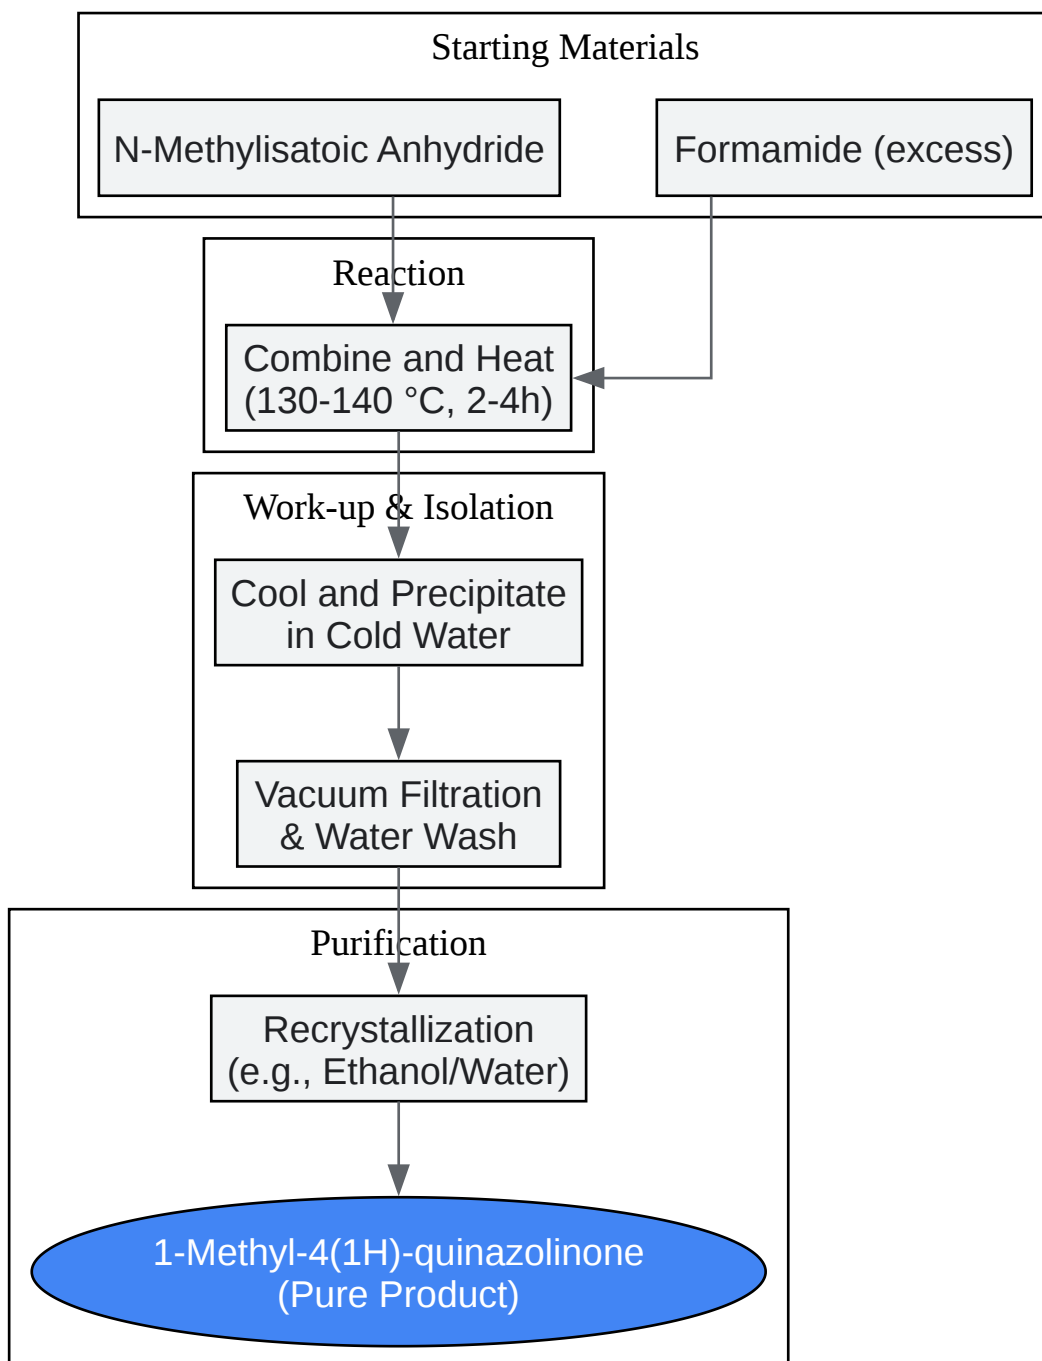 Starting Materials
N-Methylisatoic Anhydride
Formamide (excess)
Reaction
Combine and Heat
(130-140 °C, 2-4h)
Work-up & Isolation
Cool and Precipitate
in Cold Water
Vacuum Filtration
& Water Wash
Purification
Recrystallization
(e.g., Ethanol/Water)
1-Methyl-4(1H)-quinazolinone
(Pure Product)